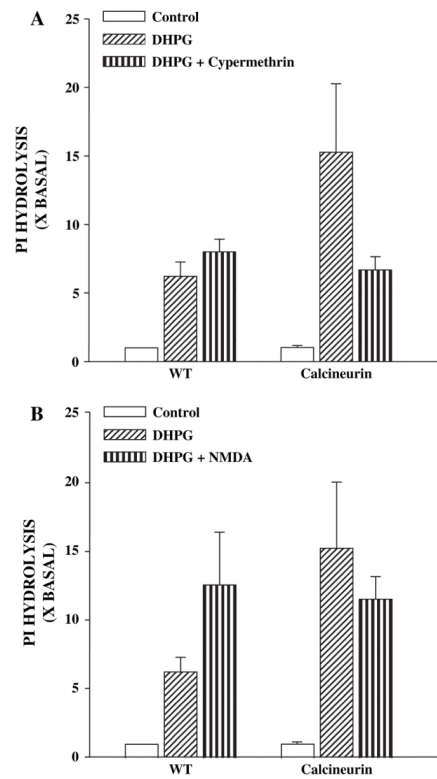 A
Control
DHPG
DHPG + Cypermethrin
PI HYDROLYSIS
(X BASAL)
25
20
15
10
5
0
WT
Calcineurin
B
Control
DHPG
DHPG + NMDA
PI HYDROLYSIS
(X BASAL)
25
20
15
10
5
0
WT
Calcineurin